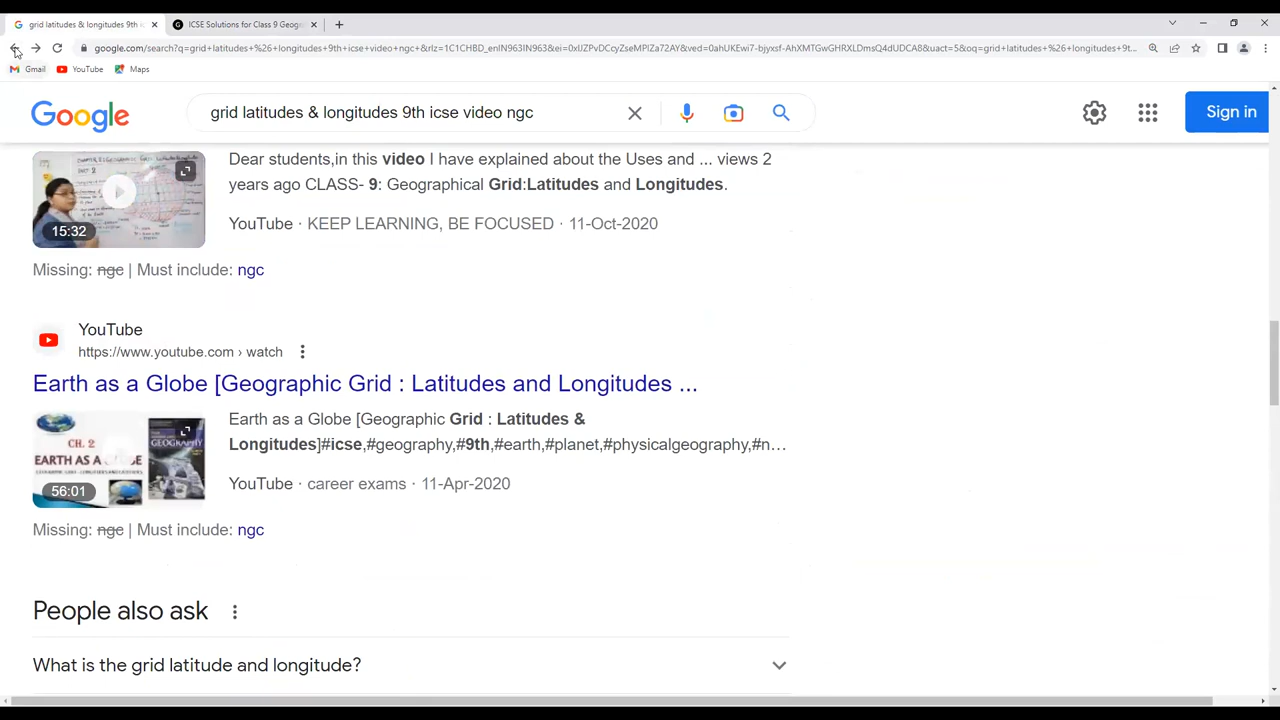 grid latitudes & longitudes 9th ic
ICSE Solutions for Class 9 Geogra
google.com/search?q=grid+latitudes+%26+longitudes+9th+icse+video+ngc+&rlz=1C1CHBD_enIN963IN963&ei=0xIJZPvDCcyZseMPlZa72AY&ved=0ahUKEwi7-bjyxsf-AhXMTGwGHRXLDmsQ4dUDCA8&uact=5&oq=grid+latitudes+%26+longitudes+9t...
Gmail YouTube Maps
Google grid latitudes & longitudes 9th icse video ngc Sign in
Dear students,in this video I have explained about the Uses and ... views 2
years ago CLASS- 9: Geographical Grid:Latitudes and Longitudes.
15:32
YouTube · KEEP LEARNING, BE FOCUSED · 11-Oct-2020
Missing: ngc | Must include: ngc
YouTube
https://www.youtube.com › watch
Earth as a Globe [Geographic Grid : Latitudes and Longitudes ...
Earth as a Globe [Geographic Grid : Latitudes &
Longitudes]#icse,#geography,#9th,#earth,#planet,#physicalgeography,#n...
CH. 2
GEOGRAPHY
56:01
YouTube · career exams · 11-Apr-2020
Missing: ngc | Must include: ngc
People also ask
What is the grid latitude and longitude?